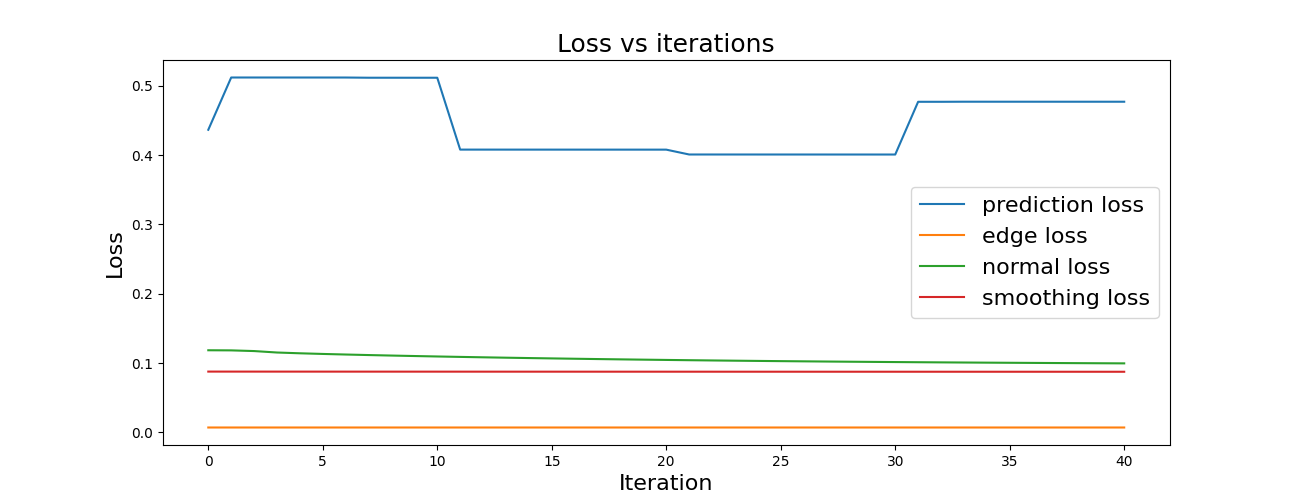 Loss vs iterations
Loss
0.5
0.4
0.3
0.2
0.1
0.0
prediction loss
edge loss
normal loss
smoothing loss
0 5 10 15 20 25 30 35 40
Iteration